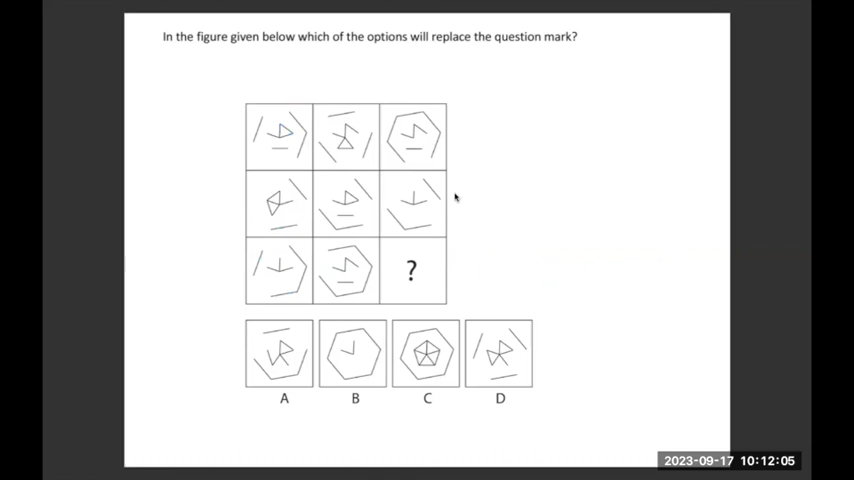 In the figure given below which of the options will replace the question mark?
?
A B C D
2023-09-17 10:12:05